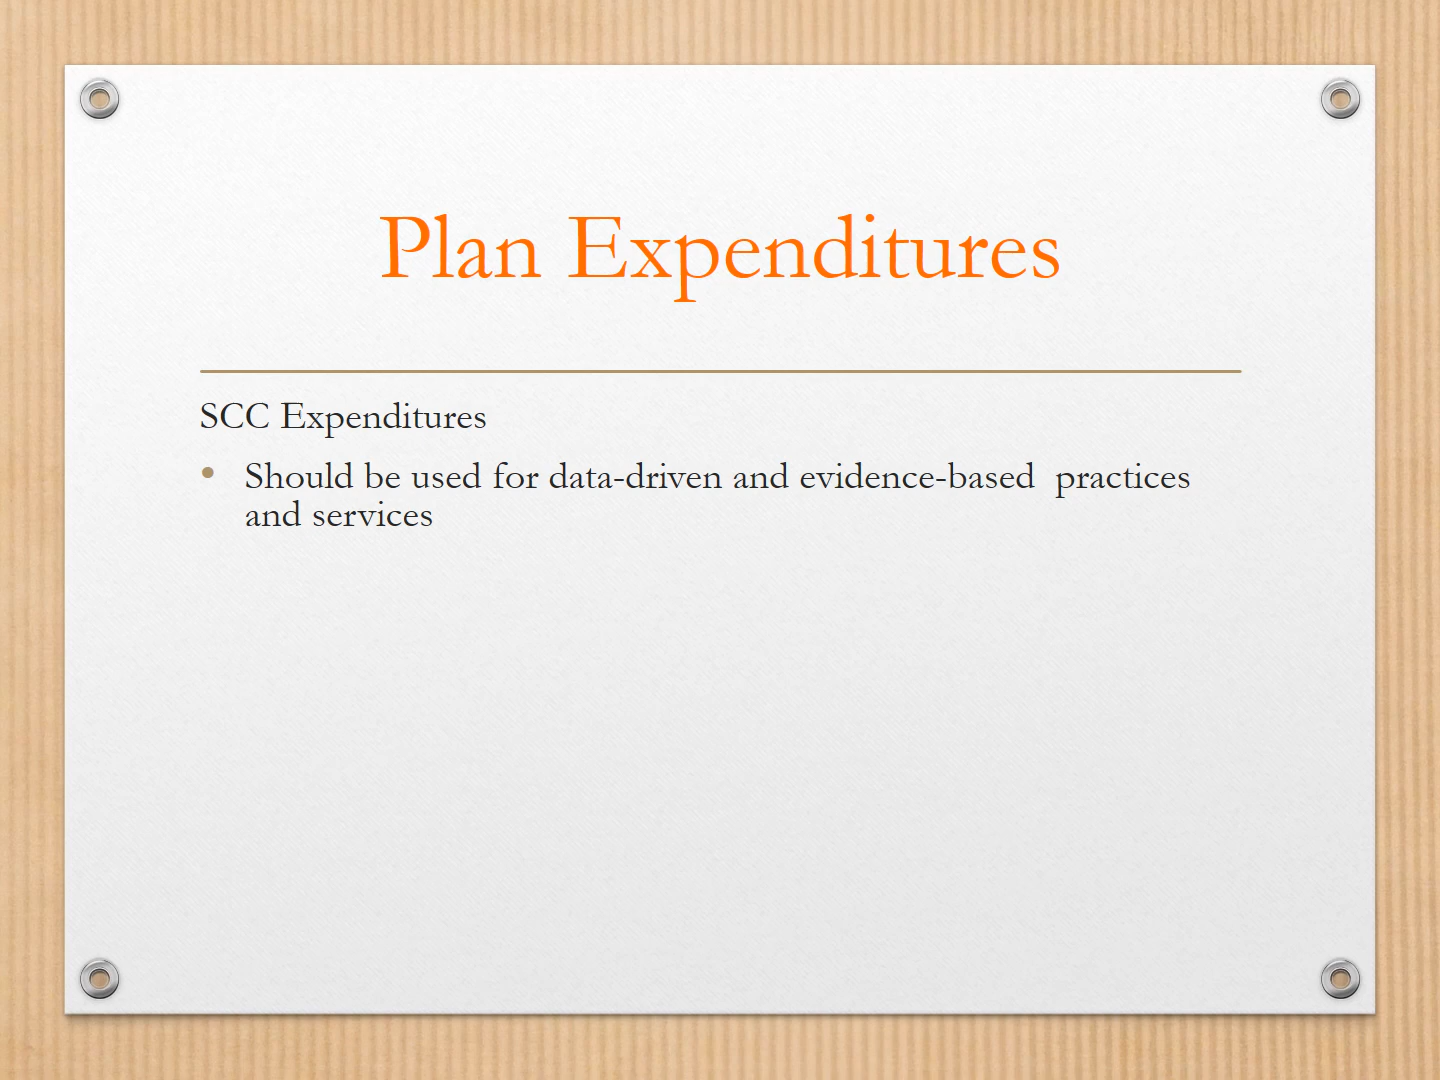 Plan Expenditures
SCC Expenditures
• Should be used for data-driven and evidence-based  practices
and services